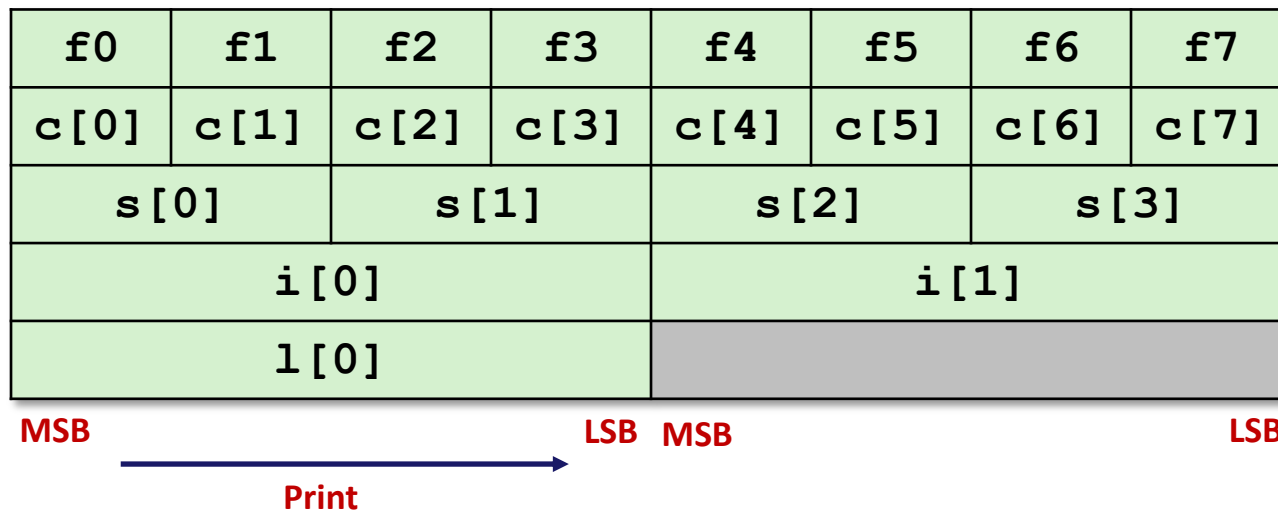 f0 f1 f2 f3 f4 f5 f6 f7
c[0] c[1] c[2] c[3] c[4] c[5] c[6] c[7]
s[0] s[1] s[2] s[3]
i[0] i[1]
l[0]
MSB LSB MSB LSB
Print